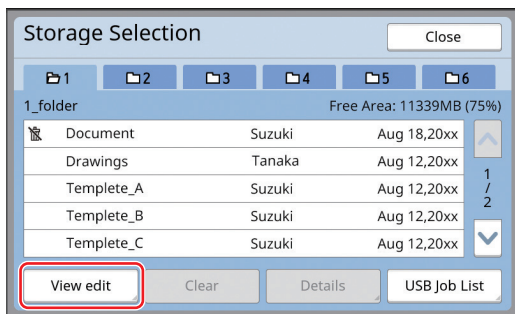 Storage Selection Close
1 2 3 4 5 6
1_folder Free Area: 11339MB (75%)
Document Suzuki Aug 18,20xx
Drawings Tanaka Aug 12,20xx
Templete_A Suzuki Aug 12,20xx
Templete_B Suzuki Aug 12,20xx
Templete_C Suzuki Aug 12,20xx
1
/
2
View edit Clear Details USB Job List